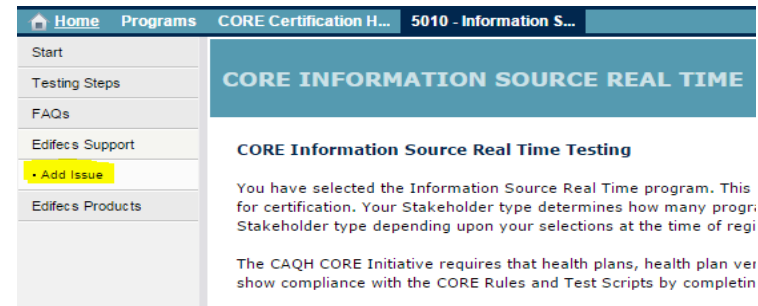 Home Programs CORE Certification H... 5010 - Information S...
Start
Testing Steps
FAQs
Edifecs Support
• Add Issue
Edifecs Products
CORE INFORMATION SOURCE REAL TIME
CORE Information Source Real Time Testing
You have selected the Information Source Real Time program. This
for certification. Your Stakeholder type determines how many progr
Stakeholder type depending upon your selections at the time of regi
The CAQH CORE Initiative requires that health plans, health plan ver
show compliance with the CORE Rules and Test Scripts by completin